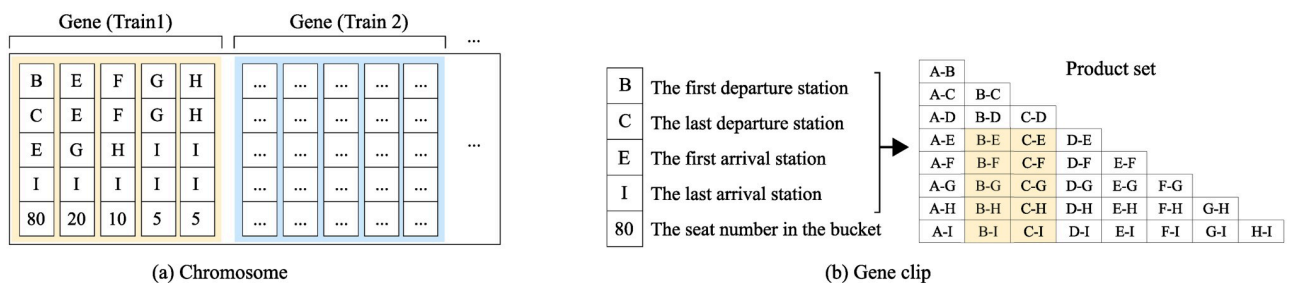 Gene (Train1) Gene (Train 2) ...
B E F G H ... ... ... ... ...
C E F G H ... ... ... ... ...
E G H I I ... ... ... ... ... ...
I I I I I ... ... ... ... ...
80 20 10 5 5 ... ... ... ... ...
(a) Chromosome
B The first departure station
C The last departure station
E The first arrival station
I The last arrival station
80 The seat number in the bucket
Product set
A-B
A-C B-C
A-D B-D C-D
A-E B-E C-E D-E
A-F B-F C-F D-F E-F
A-G B-G C-G D-G E-G F-G
A-H B-H C-H D-H E-H F-H G-H
A-I B-I C-I D-I E-I F-I G-I H-I
(b) Gene clip